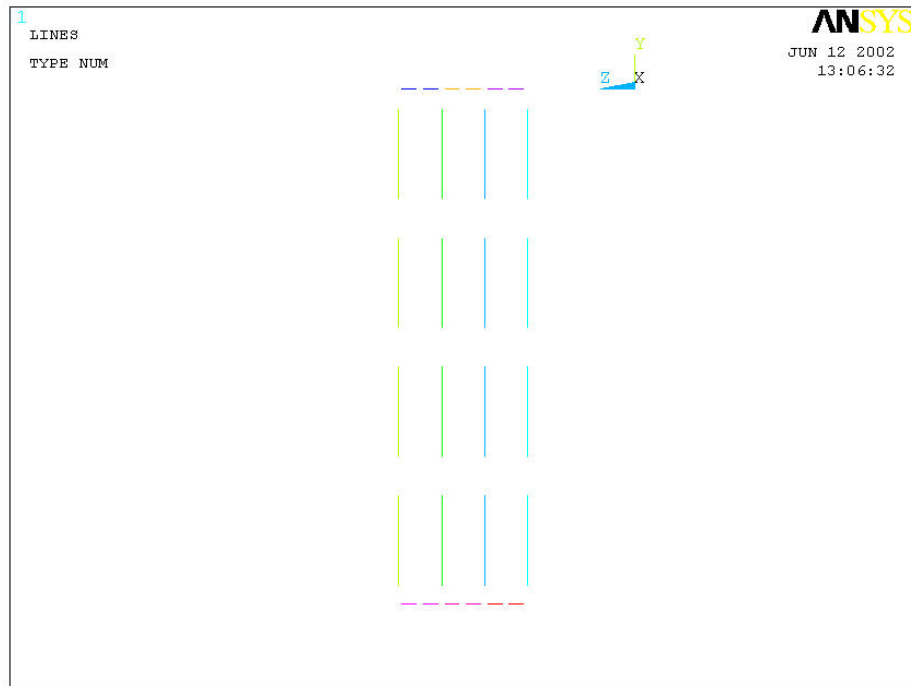 1
LINES
TYPE NUM
ANSYS
JUN 12 2002
13:06:32
Y
Z X